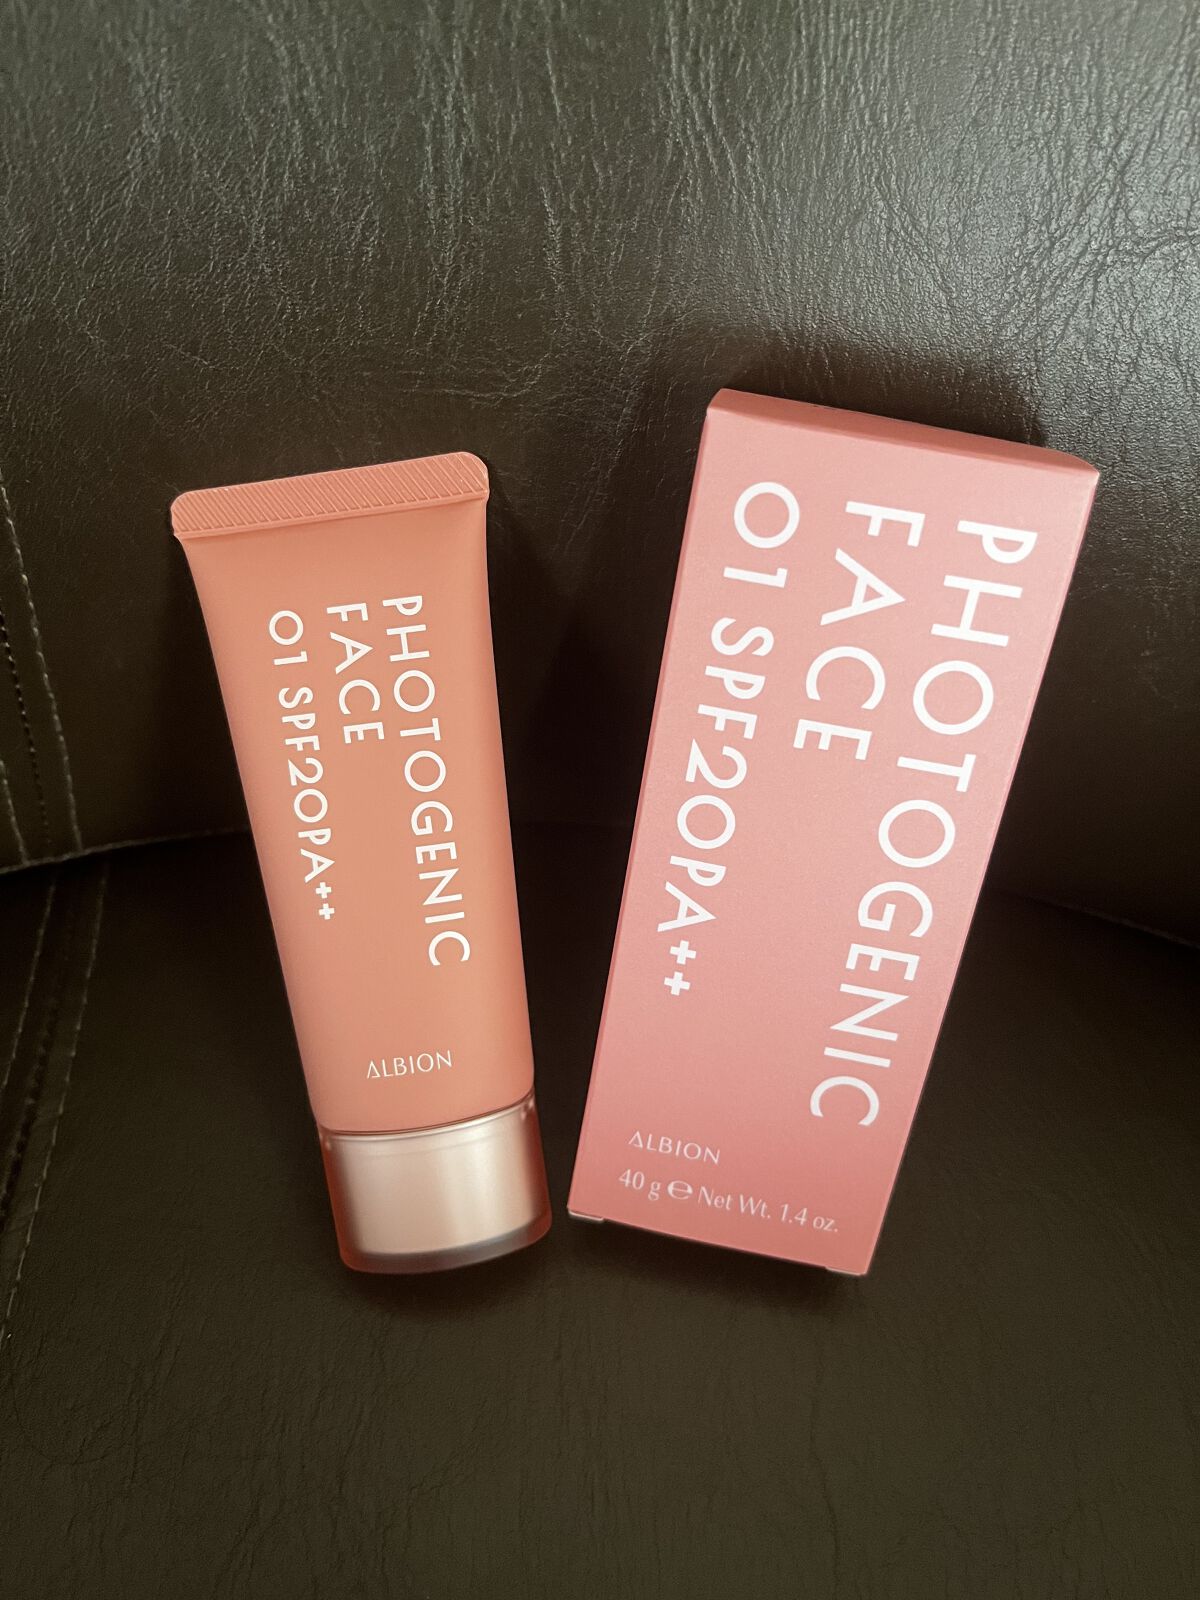 PHOTOGENIC
FACE
01 SPF20PA++
ALBION
PHOTOGENIC
FACE
01 SPF20PA++
ALBION
40 g ℮ Net Wt. 1.4 oz.